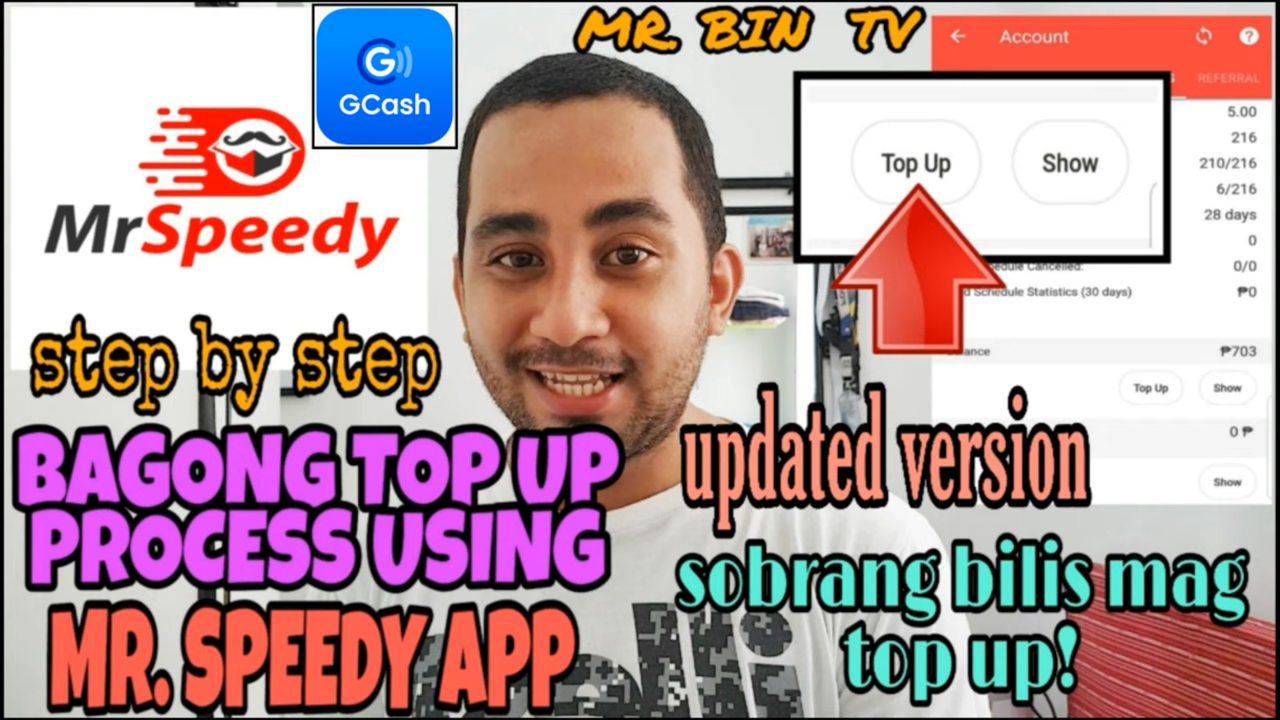 MR. BIN TV
GCash
MrSpeedy
Account
REFERRAL
Top Up
Show
5.00
216
210/216
6/216
28 days
0
Cancelled:
0/0
Schedule Statistics (30 days)
₱0
₱703
Top Up
Show
0 ₱
Show
step by step
BAGONG TOP UP
PROCESS USING
MR. SPEEDY APP
updated version
sobrang bilis mag
top up!